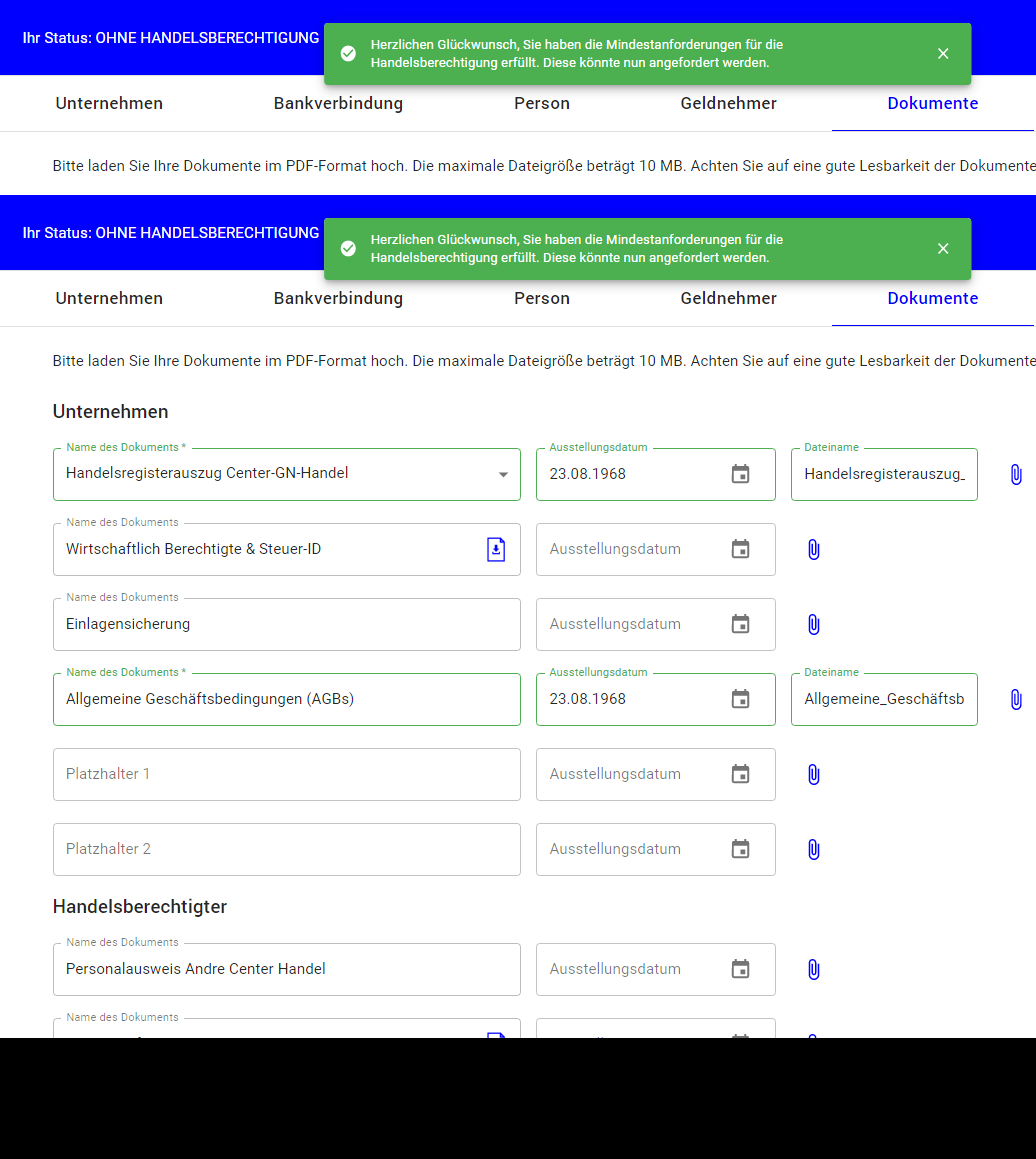 Ihr Status: OHNE HANDELSBERECHTIGUNG
Herzlichen Glückwunsch, Sie haben die Mindestanforderungen für die
Handelsberechtigung erfüllt. Diese könnte nun angefordert werden.
Unternehmen Bankverbindung Person Geldnehmer Dokumente
Bitte laden Sie Ihre Dokumente im PDF-Format hoch. Die maximale Dateigröße beträgt 10 MB. Achten Sie auf eine gute Lesbarkeit der Dokumente
Ihr Status: OHNE HANDELSBERECHTIGUNG
Herzlichen Glückwunsch, Sie haben die Mindestanforderungen für die
Handelsberechtigung erfüllt. Diese könnte nun angefordert werden.
Unternehmen Bankverbindung Person Geldnehmer Dokumente
Bitte laden Sie Ihre Dokumente im PDF-Format hoch. Die maximale Dateigröße beträgt 10 MB. Achten Sie auf eine gute Lesbarkeit der Dokumente
Unternehmen
Name des Dokuments * Ausstellungsdatum Dateiname
Handelsregisterauszug Center-GN-Handel 23.08.1968 Handelsregisterauszug_
Name des Dokuments
Wirtschaftlich Berechtigte & Steuer-ID Ausstellungsdatum
Name des Dokuments
Einlagensicherung Ausstellungsdatum
Name des Dokuments * Ausstellungsdatum Dateiname
Allgemeine Geschäftsbedingungen (AGBs) 23.08.1968 Allgemeine_Geschäftsb
Platzhalter 1 Ausstellungsdatum
Platzhalter 2 Ausstellungsdatum
Handelsberechtigter
Name des Dokuments
Personalausweis Andre Center Handel Ausstellungsdatum
Name des Dokuments